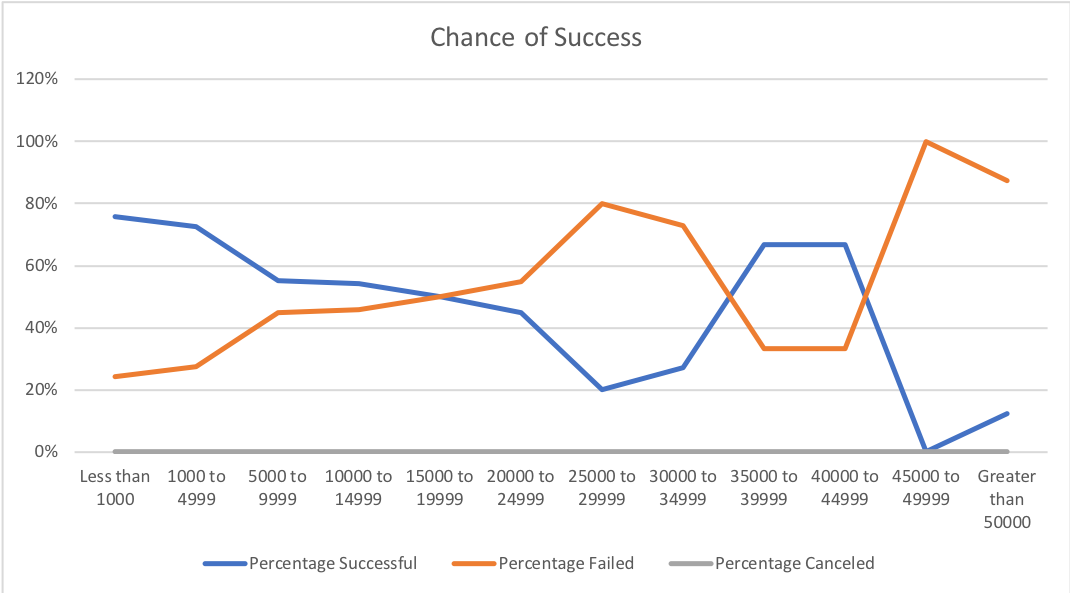 Chance of Success
120%
100%
80%
60%
40%
20%
0%
Less than 1000 to 5000 to 10000 to 15000 to 20000 to 25000 to 30000 to 35000 to 40000 to 45000 to Greater
1000 4999 9999 14999 19999 24999 29999 34999 39999 44999 49999 than
50000
Percentage Successful Percentage Failed Percentage Canceled